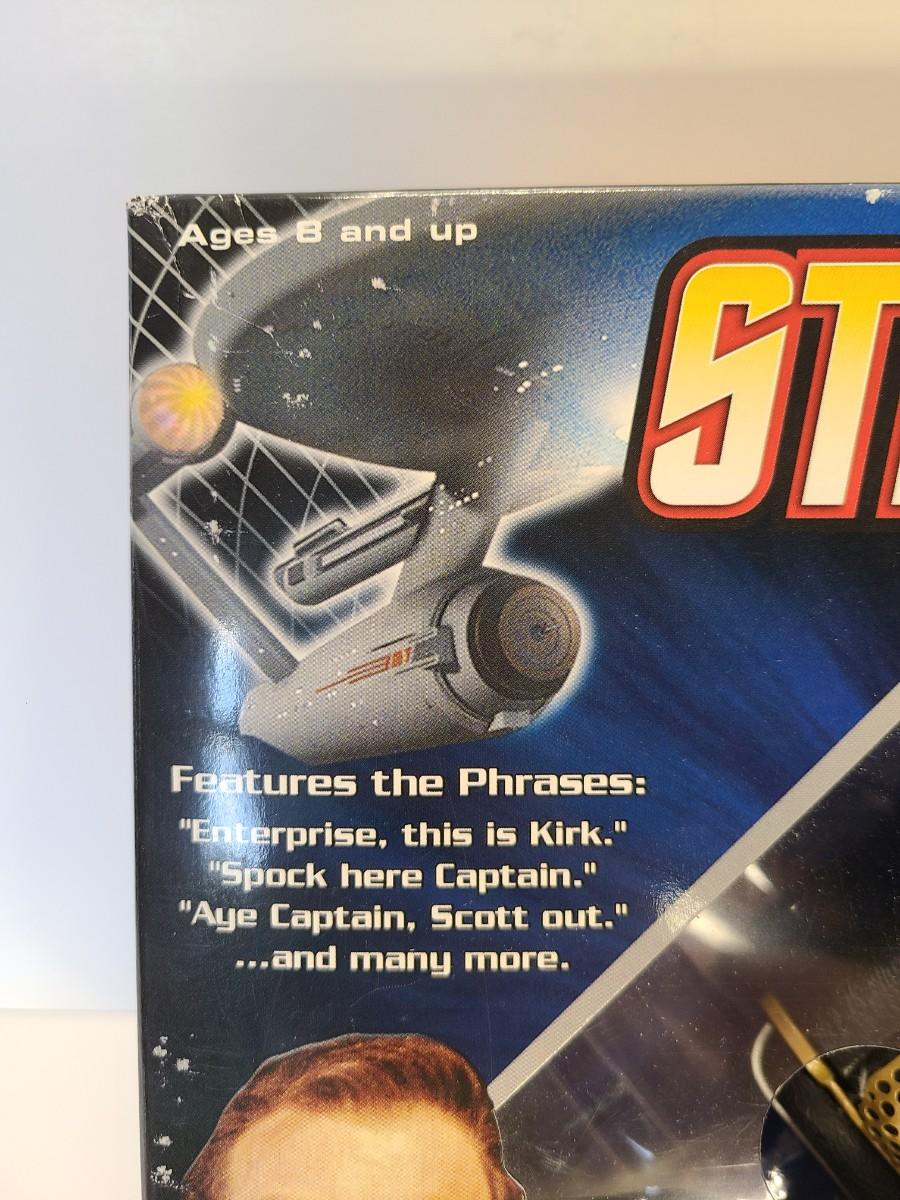 Ages 8 and up
ST
Features the Phrases:
"Enterprise, this is Kirk."
"Spock here Captain."
"Aye Captain, Scott out."
...and many more.